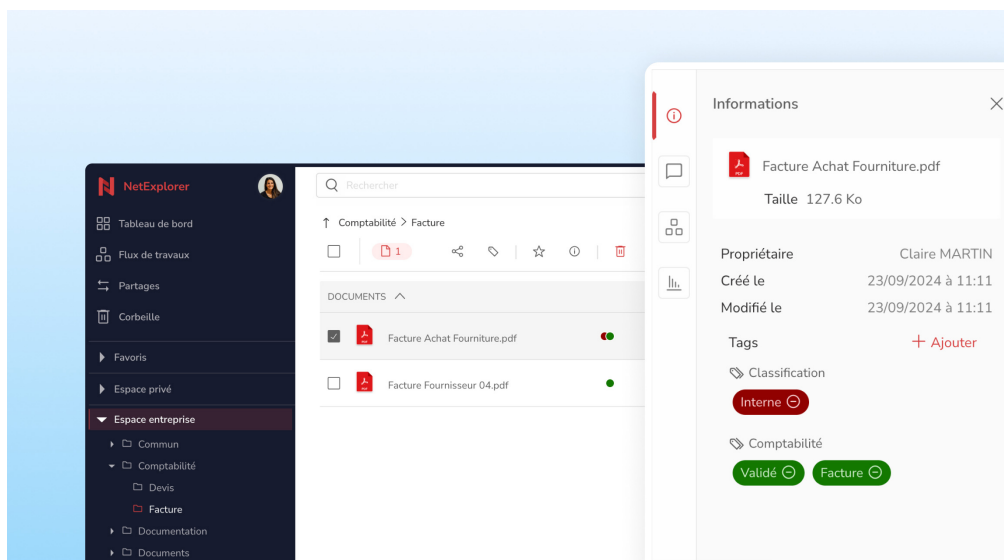 NetExplorer
Tableau de bord
Flux de travaux
Partages
Corbeille
Favoris
Espace privé
Espace entreprise
Commun
Comptabilité
Devis
Facture
Documentation
Documents
Rechercher
Comptabilité > Facture
1
DOCUMENTS
PDF
Facture Achat Fourniture.pdf
PDF
Facture Fournisseur 04.pdf
Informations
PDF
Facture Achat Fourniture.pdf
Taille 127.6 Ko
Propriétaire Claire MARTIN
Créé le 23/09/2024 à 11:11
Modifié le 23/09/2024 à 11:11
Tags + Ajouter
Classification
Interne
Comptabilité
Validé Facture